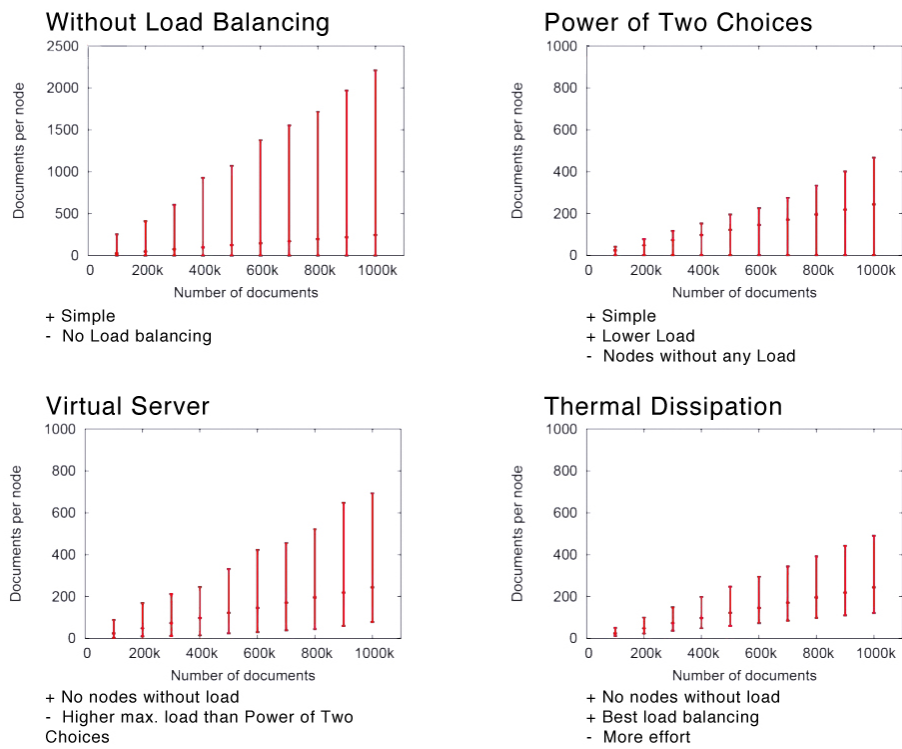 Without Load Balancing
2500
2000
1500
1000
500
0
Documents per node
0 200k 400k 600k 800k 1000k
Number of documents
+ Simple
- No Load balancing
Power of Two Choices
1000
800
600
400
200
0
Documents per node
0 200k 400k 600k 800k 1000k
Number of documents
+ Simple
+ Lower Load
- Nodes without any Load
Virtual Server
1000
800
600
400
200
0
Documents per node
0 200k 400k 600k 800k 1000k
Number of documents
+ No nodes without load
- Higher max. load than Power of Two
Choices
Thermal Dissipation
1000
800
600
400
200
0
Documents per node
0 200k 400k 600k 800k 1000k
Number of documents
+ No nodes without load
+ Best load balancing
- More effort